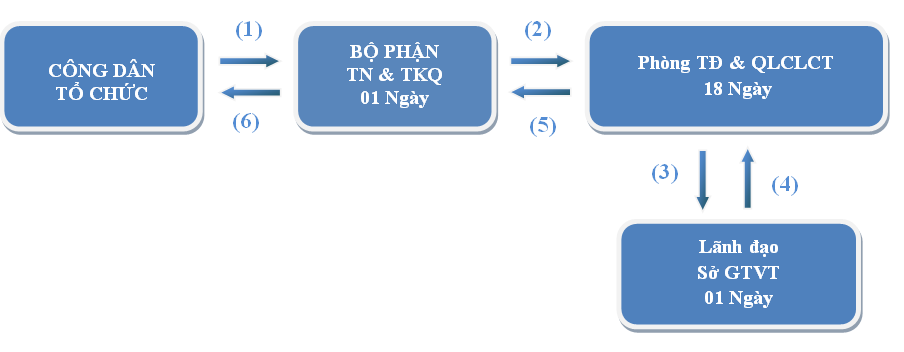 CÔNG DÂN
TỔ CHỨC
(1)
(6)
BỘ PHẬN
TN & TKQ
01 Ngày
(2)
(5)
Phòng TĐ & QLCLCT
18 Ngày
(3)
(4)
Lãnh đạo
Sở GTVT
01 Ngày